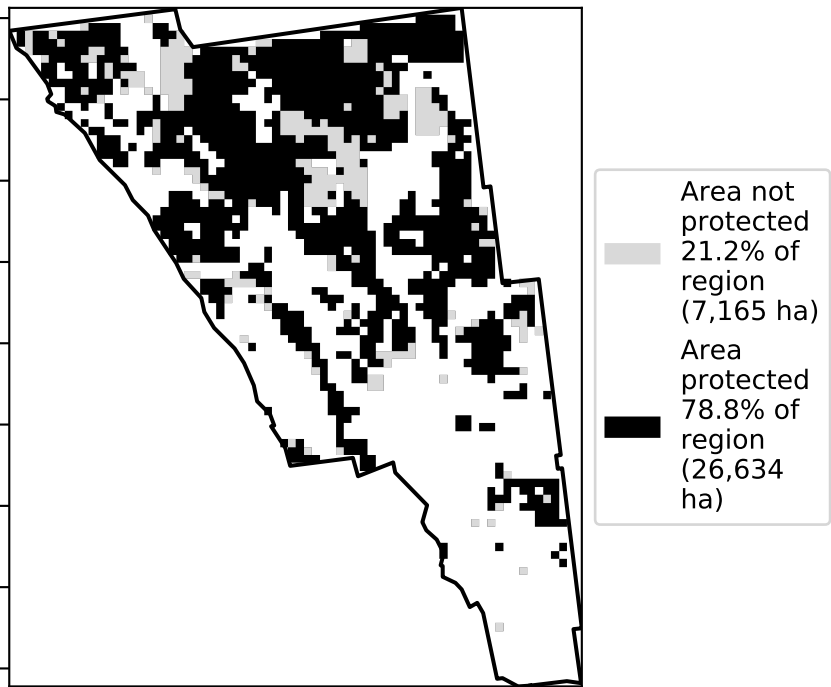 Area not
protected
21.2% of
region
(7,165 ha)
Area
protected
78.8% of
region
(26,634
ha)